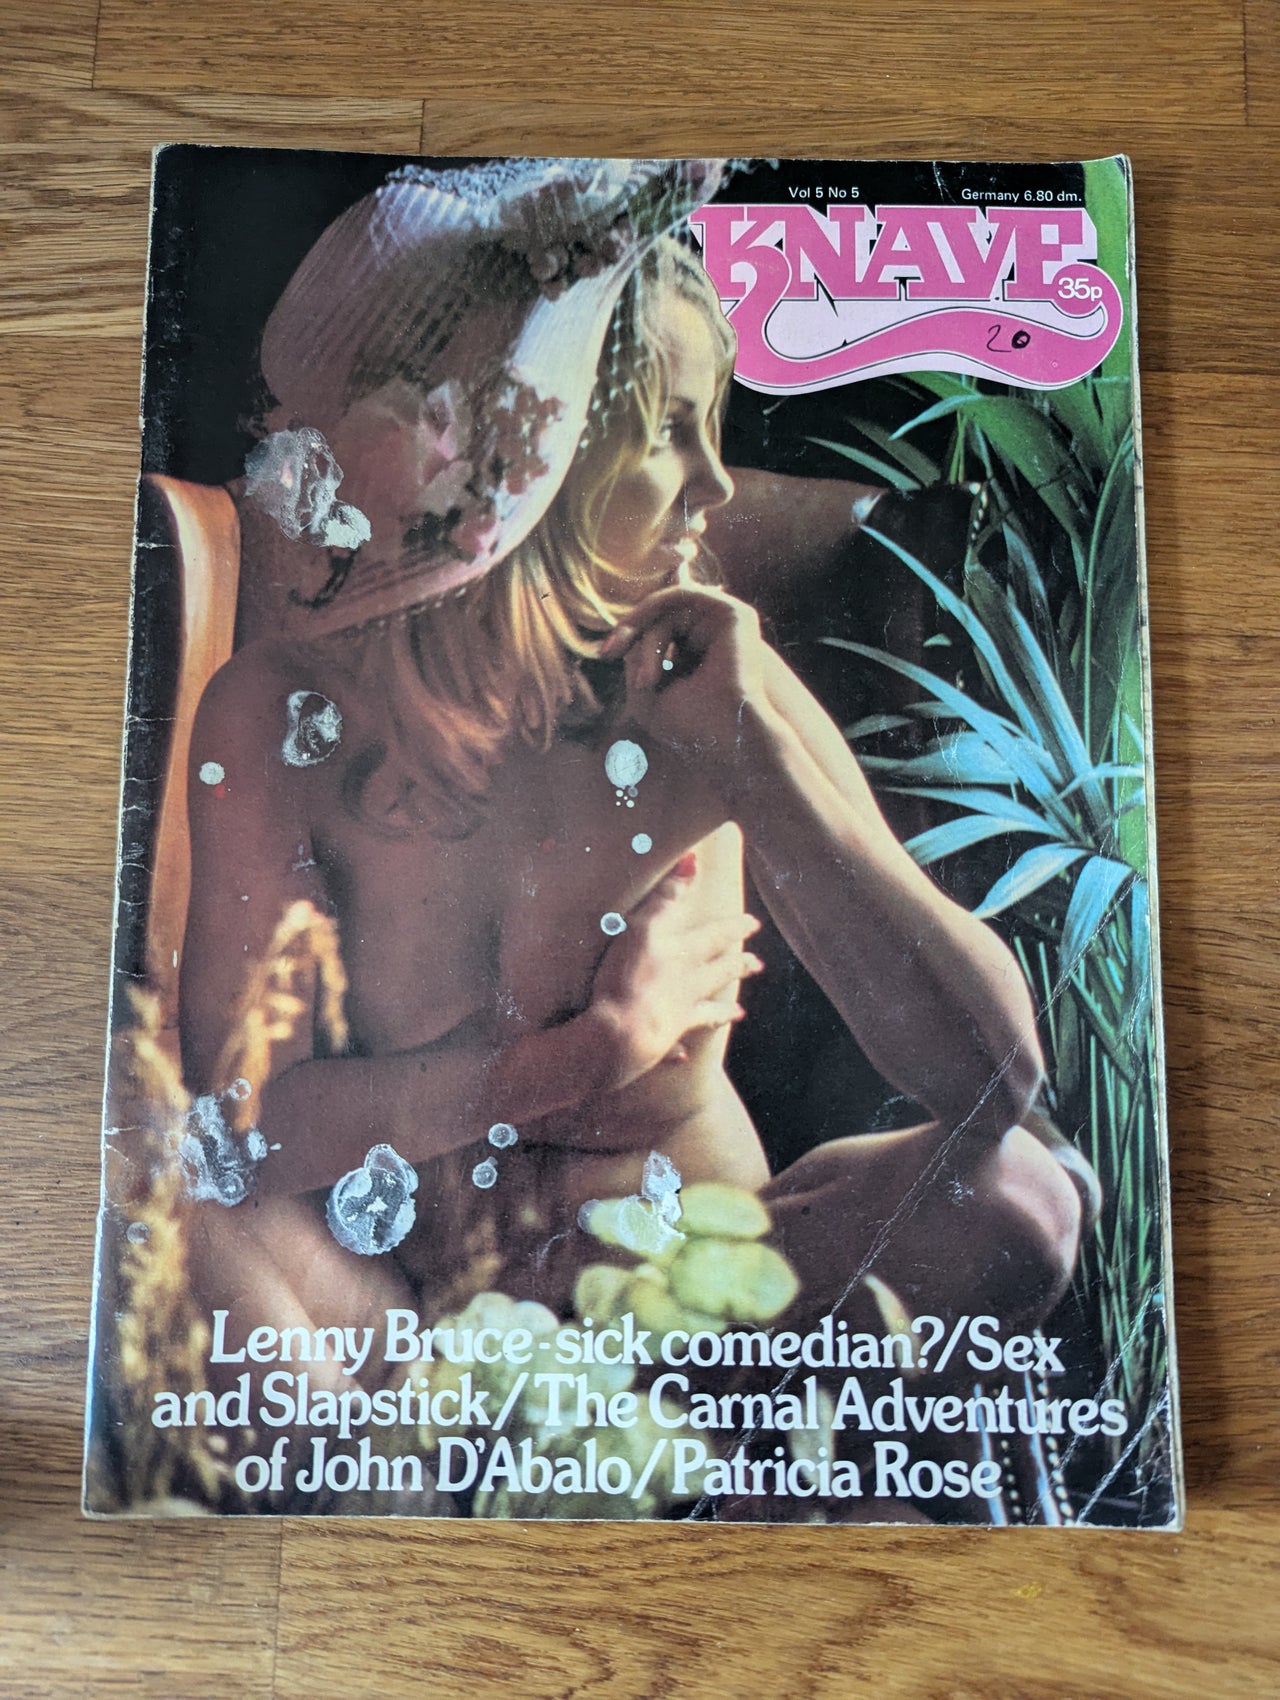 Vol 5 No 5
Germany 6.80 dm.
KNAVE
35p
20
Lenny Bruce-sick comedian?/Sex
and Slapstick/The Carnal Adventures
of John D'Abalo/Patricia Rose